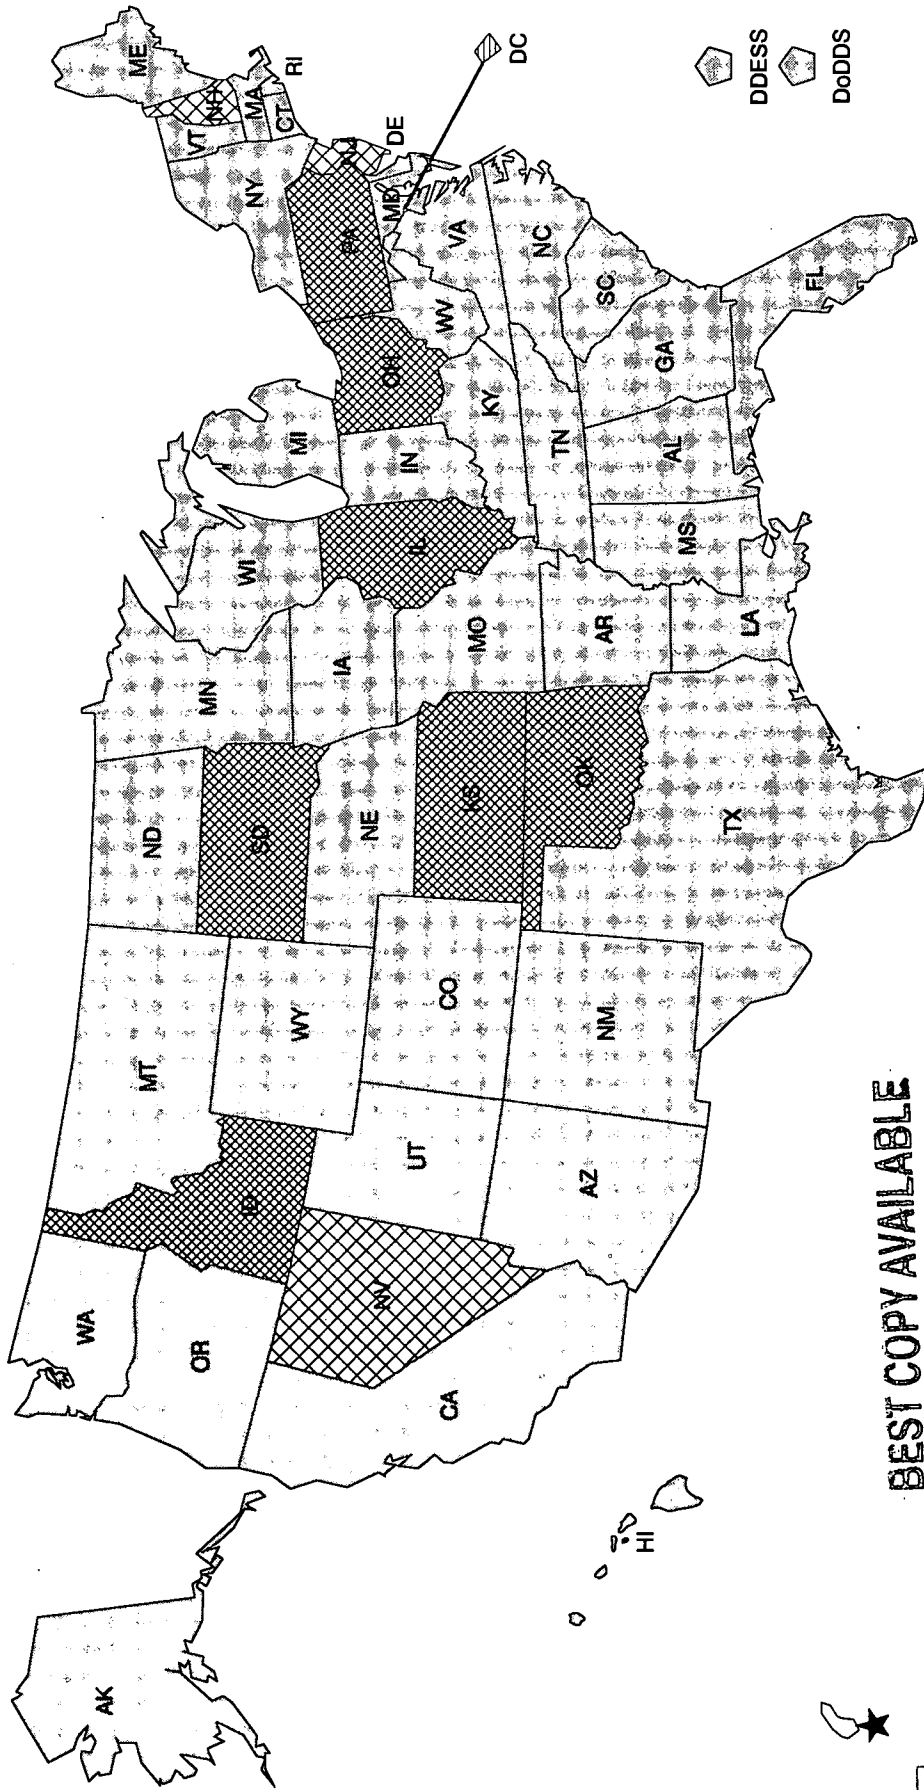 AK
HI
WA
OR
CA
NV
ID
MT
WY
UT
CO
AZ
NM
ND
SD
NE
KS
OK
TX
MN
IA
MO
AR
LA
WI
IL
MI
IN
OH
KY
TN
MS
AL
GA
FL
SC
NC
VA
WV
PA
NY
VT
NH
ME
MA
RI
CT
NJ
DE
MD
DC
DDESS
DoDDS
BEST COPY AVAILABLE